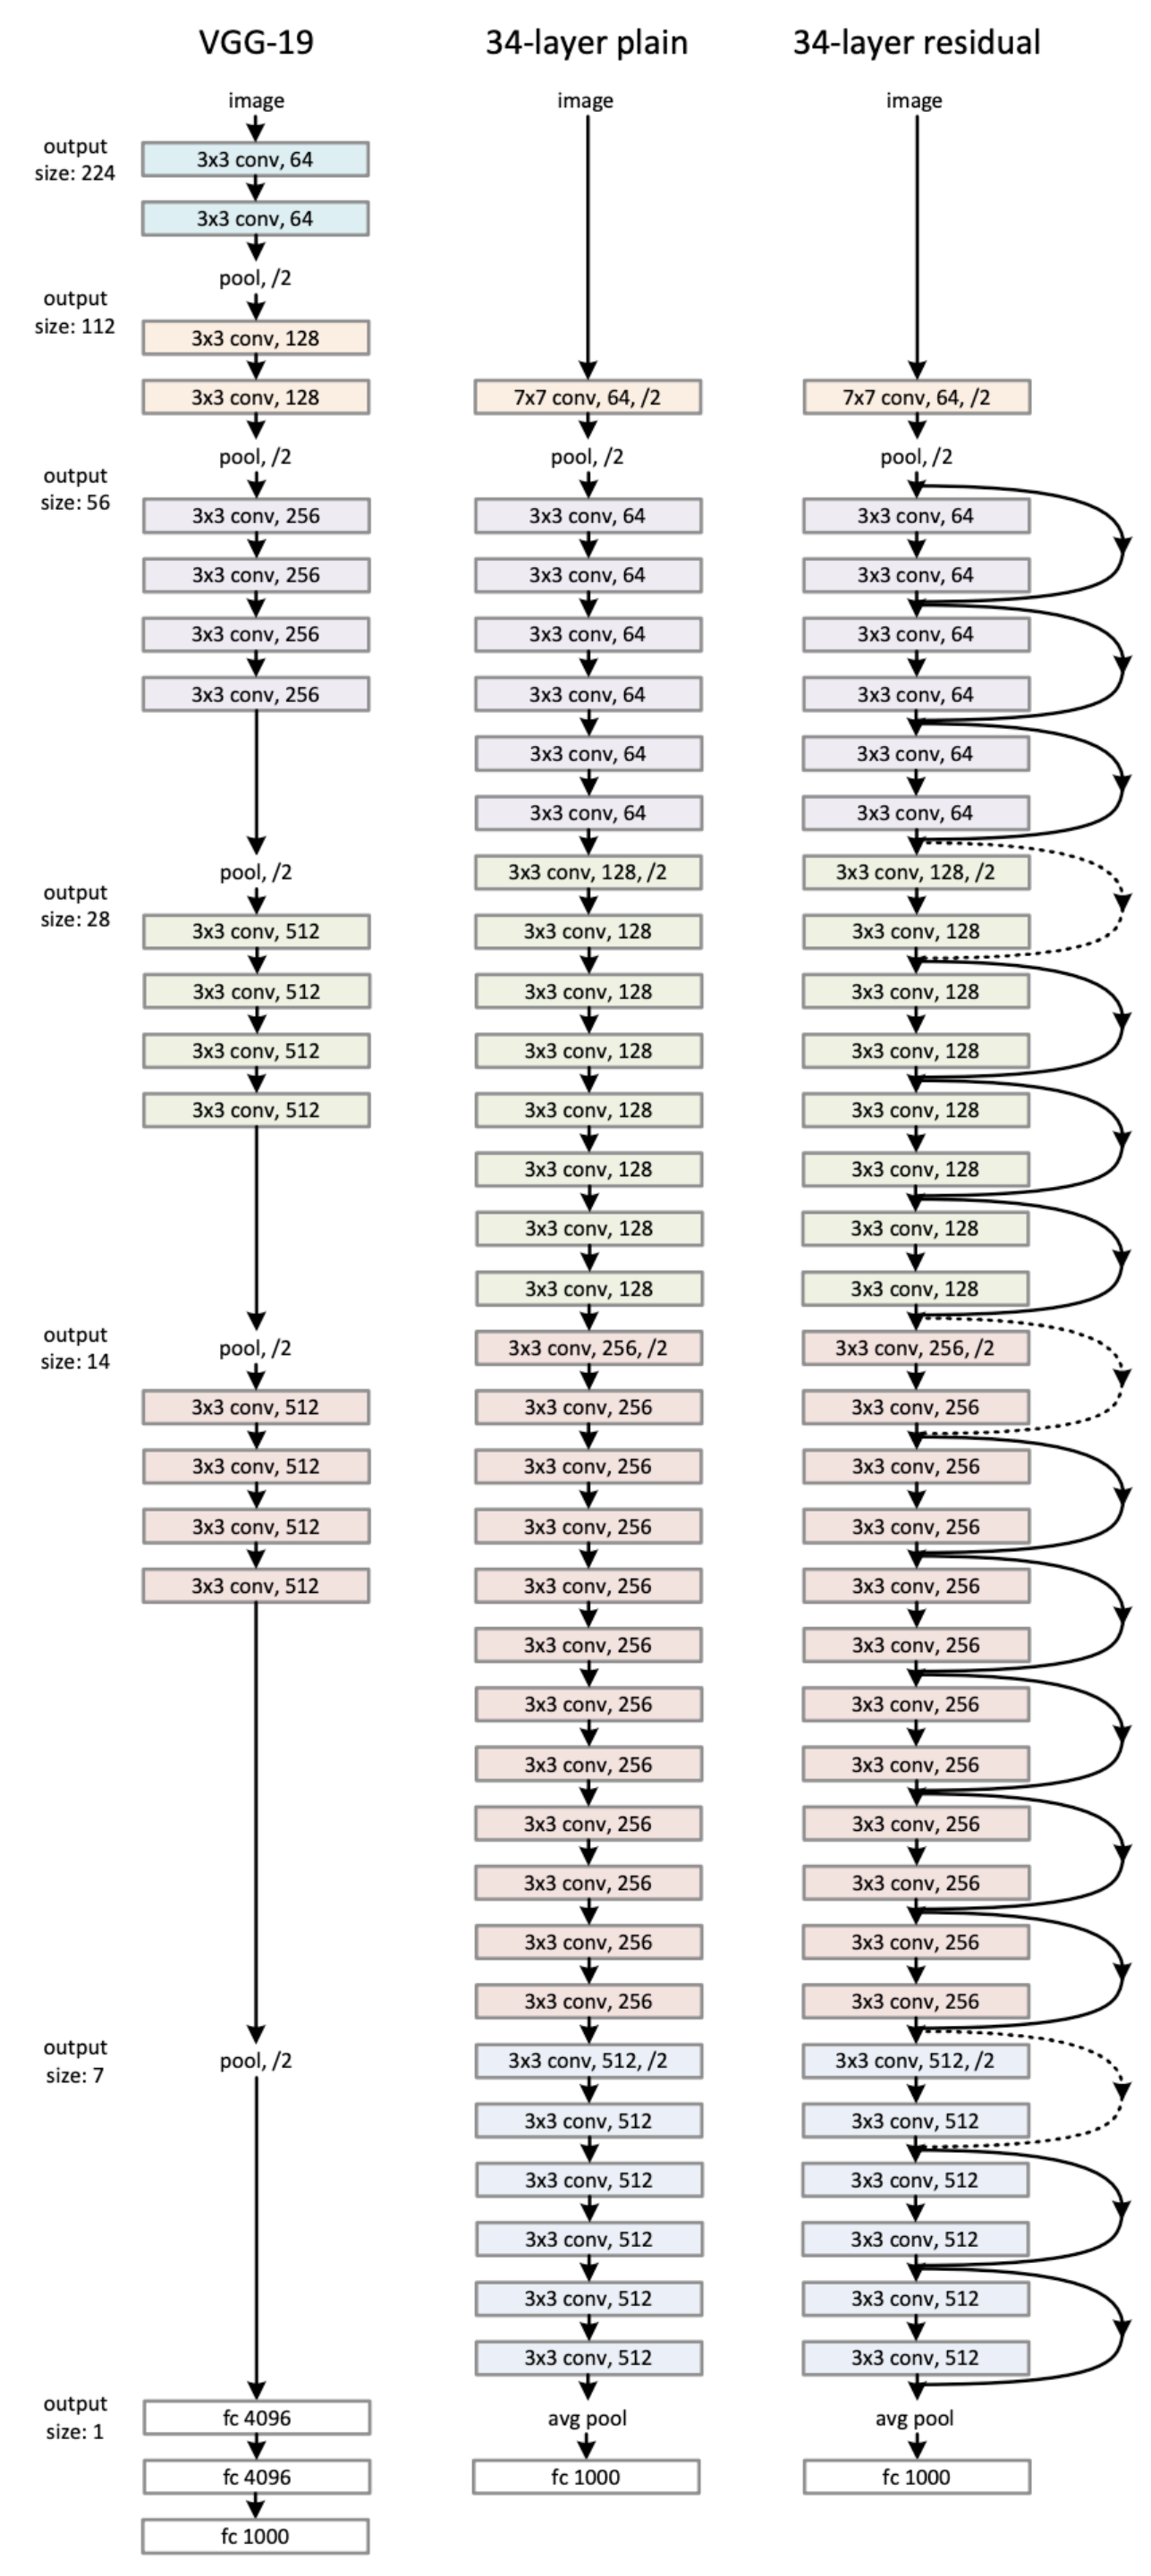 VGG-19
image
output
size: 224
3x3 conv, 64
3x3 conv, 64
pool, /2
output
size: 112
3x3 conv, 128
3x3 conv, 128
pool, /2
output
size: 56
3x3 conv, 256
3x3 conv, 256
3x3 conv, 256
3x3 conv, 256
pool, /2
output
size: 28
3x3 conv, 512
3x3 conv, 512
3x3 conv, 512
3x3 conv, 512
output
size: 14
pool, /2
3x3 conv, 512
3x3 conv, 512
3x3 conv, 512
3x3 conv, 512
output
size: 7
pool, /2
output
size: 1
fc 4096
fc 4096
fc 1000
34-layer plain
image
7x7 conv, 64, /2
pool, /2
3x3 conv, 64
3x3 conv, 64
3x3 conv, 64
3x3 conv, 64
3x3 conv, 64
3x3 conv, 64
3x3 conv, 128, /2
3x3 conv, 128
3x3 conv, 128
3x3 conv, 128
3x3 conv, 128
3x3 conv, 128
3x3 conv, 128
3x3 conv, 128
3x3 conv, 256, /2
3x3 conv, 256
3x3 conv, 256
3x3 conv, 256
3x3 conv, 256
3x3 conv, 256
3x3 conv, 256
3x3 conv, 256
3x3 conv, 256
3x3 conv, 256
3x3 conv, 256
3x3 conv, 256
3x3 conv, 512, /2
3x3 conv, 512
3x3 conv, 512
3x3 conv, 512
3x3 conv, 512
3x3 conv, 512
avg pool
fc 1000
34-layer residual
image
7x7 conv, 64, /2
pool, /2
3x3 conv, 64
3x3 conv, 64
3x3 conv, 64
3x3 conv, 64
3x3 conv, 64
3x3 conv, 64
3x3 conv, 128, /2
3x3 conv, 128
3x3 conv, 128
3x3 conv, 128
3x3 conv, 128
3x3 conv, 128
3x3 conv, 128
3x3 conv, 128
3x3 conv, 256, /2
3x3 conv, 256
3x3 conv, 256
3x3 conv, 256
3x3 conv, 256
3x3 conv, 256
3x3 conv, 256
3x3 conv, 256
3x3 conv, 256
3x3 conv, 256
3x3 conv, 256
3x3 conv, 256
3x3 conv, 512, /2
3x3 conv, 512
3x3 conv, 512
3x3 conv, 512
3x3 conv, 512
3x3 conv, 512
avg pool
fc 1000